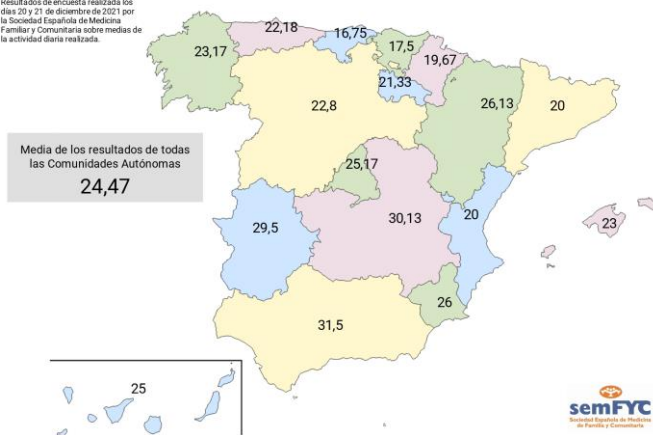 Resultados de encuesta realizada los
días 20 y 21 de diciembre de 2021 por
la Sociedad Española de Medicina
Familiar y Comunitaria sobre medias de
la actividad diaria realizada.
22,18
16,75
17,5
23,17
19,67
21,33
22,8
26,13
20
Media de los resultados de todas
las Comunidades Autónomas
24,47
25,17
29,5
30,13
20
23
26
31,5
25
semFYC
Sociedad Española de Medicina
de Familia y Comunitaria